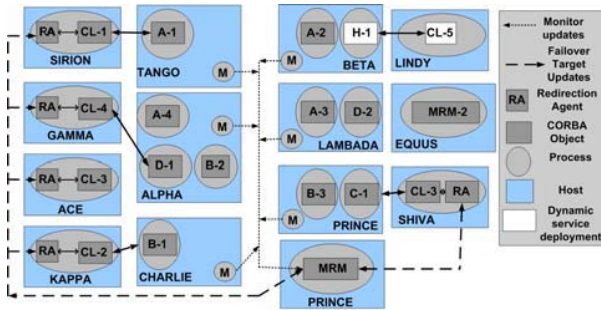 RA CL-1
SIRION
A-1
TANGO
M
RA CL-4
GAMMA
A-4
D-1 B-2
ALPHA
M
RA CL-3
ACE
RA CL-2
KAPPA
B-1
CHARLIE
M
A-2 H-1
M
BETA
CL-5
LINDY
A-3 D-2
M
LAMBADA
MRM-2
EQUUS
B-3 C-1
M
PRINCE
CL-3 RA
SHIVA
MRM
PRINCE
Monitor
updates
Failover
Target
Updates
RA
Redirection
Agent
CORBA
Object
Process
Host
Dynamic
service
deployment